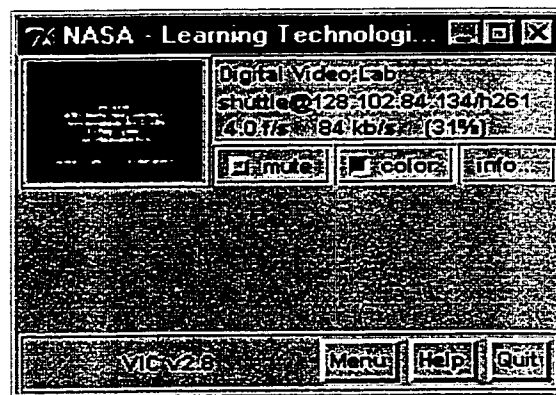 NASA - Learning Technologi...
Digital Video Lab
shuttle@128.102.84.134/h261
4.0 f/s 84 kb/s (31%)
mute color info...
VIC v2.8 Menu Help Quit